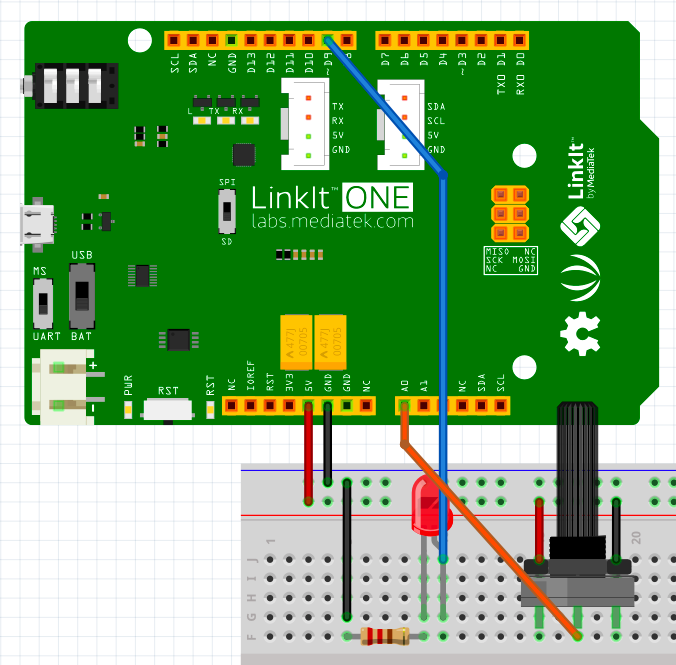 SCL SDA NC GND D13 D12 D11 D10 ~D9 D8 D7 D6 D5 D4 ~D3 D2 TXD D1 RXD D0
L TX RX
TX
RX
5V
GND
SDA
SCL
5V
GND
SPI
SD
LinkIt™ ONE
labs.mediatek.com
LinkIt™
by MediaTek
MISO NC
SCK MOSI
NC GND
USB
MS
UART
BAT
477J
00705
477J
00705
+
-
PWR
RST
RST
NC IOREF RST 3V3 5V GND GND NC A0 A1 NC SDA SCL
1
20
J
I
H
G
F